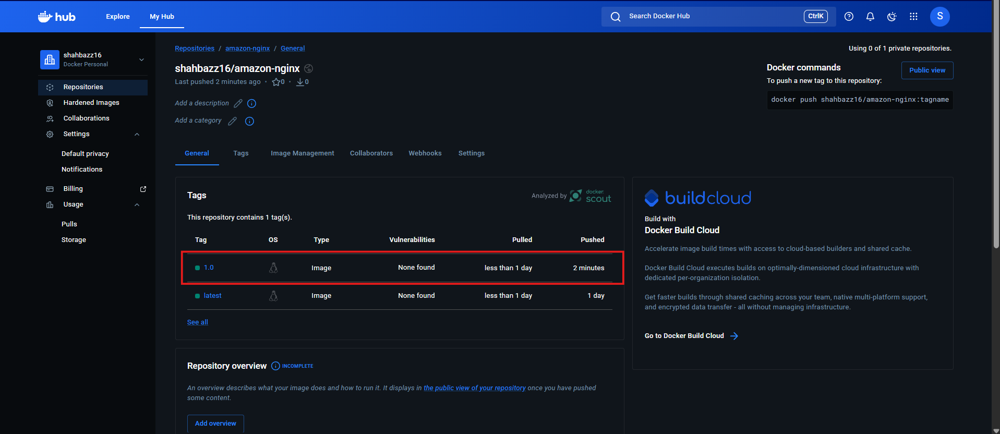 hub
Explore
My Hub
Search Docker Hub
CtrlK
S
shahbazz16
Docker Personal
Repositories
Hardened Images
Collaborations
Settings
Default privacy
Notifications
Billing
Usage
Pulls
Storage
Repositories / amazon-nginx / General
Using 0 of 1 private repositories.
shahbazz16/amazon-nginx
Last pushed 2 minutes ago · 0 · 0
Add a description
Add a category
Docker commands
Public view
To push a new tag to this repository:
docker push shahbazz16/amazon-nginx:tagname
General Tags Image Management Collaborators Webhooks Settings
Tags
Analyzed by docker scout
This repository contains 1 tag(s).
Tag OS Type Vulnerabilities Pulled Pushed
1.0 Image None found less than 1 day 2 minutes
latest Image None found less than 1 day 1 day
See all
Repository overview INCOMPLETE
An overview describes what your image does and how to run it. It displays in the public view of your repository once you have pushed
some content.
Add overview
buildcloud
Build with
Docker Build Cloud
Accelerate image build times with access to cloud-based builders and shared cache.
Docker Build Cloud executes builds on optimally-dimensioned cloud infrastructure with
dedicated per-organization isolation.
Get faster builds through shared caching across your team, native multi-platform support,
and encrypted data transfer - all without managing infrastructure.
Go to Docker Build Cloud